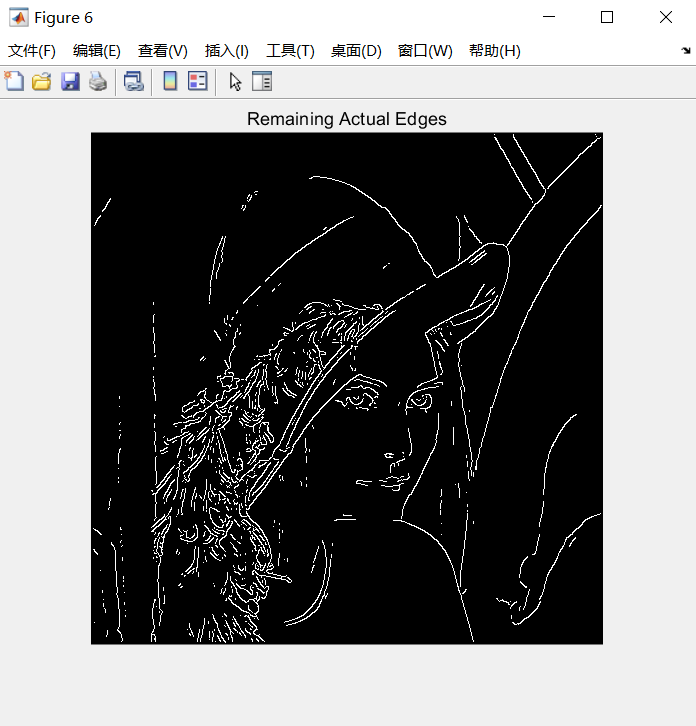 Figure 6
文件(F) 编辑(E) 查看(V) 插入(I) 工具(T) 桌面(D) 窗口(W) 帮助(H)
Remaining Actual Edges